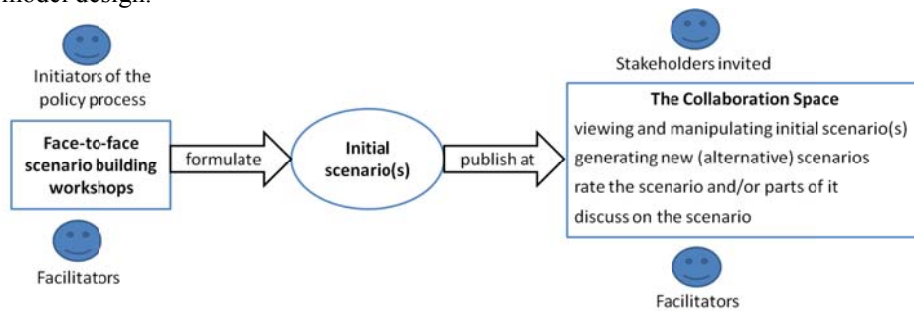 model design.
Initiators of the
policy process
Face-to-face
scenario building
workshops
Facilitators
formulate
Initial
scenario(s)
publish at
Stakeholders invited
The Collaboration Space
viewing and manipulating initial scenario(s)
generating new (alternative) scenarios
rate the scenario and/or parts of it
discuss on the scenario
Facilitators